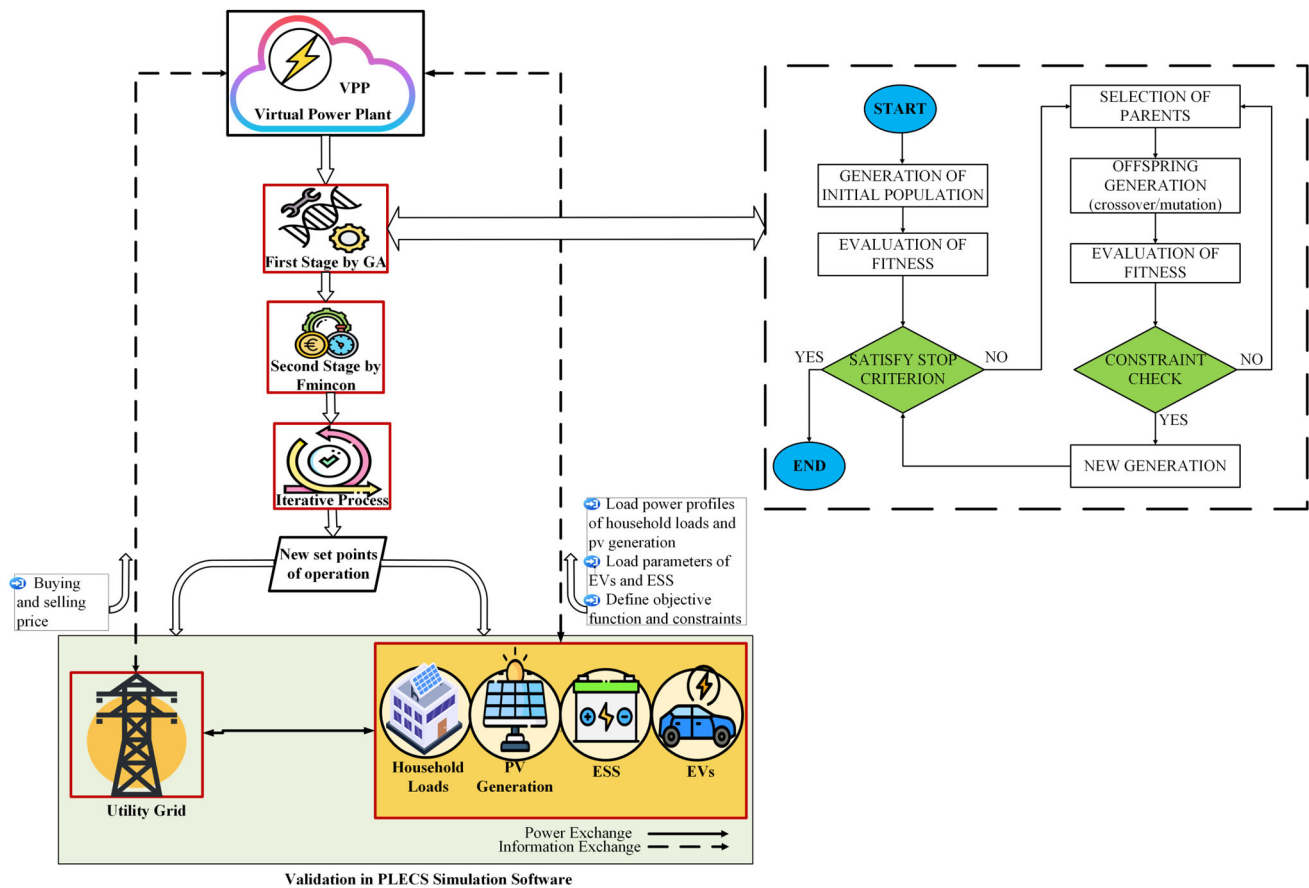 VPP
Virtual Power Plant
First Stage by GA
Second Stage by
Fmincon
Iterative Process
New set points
of operation
Buying
and selling
price
Load power profiles
of household loads and
pv generation
Load parameters of
EVs and ESS
Define objective
function and constraints
Utility Grid
Household
Loads
PV
Generation
ESS
EVs
Power Exchange
Information Exchange
Validation in PLECS Simulation Software
START
GENERATION OF
INITIAL POPULATION
EVALUATION OF
FITNESS
YES
SATISFY STOP
CRITERION
NO
END
SELECTION OF
PARENTS
OFFSPRING
GENERATION
(crossover/mutation)
EVALUATION OF
FITNESS
CONSTRAINT
CHECK
NO
YES
NEW GENERATION